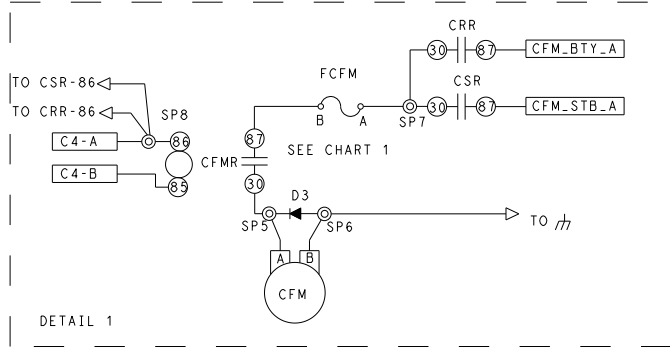 CRR
30 87 CFM_BTY_A
TO CSR-86
FCFM
CSR
30 87 CFM_STB_A
TO CRR-86
B A
SP7
SP8
C4-A 86
87
SEE CHART 1
CFMR
C4-B 85
30
D3
SP5 SP6
TO
A B
CFM
DETAIL 1